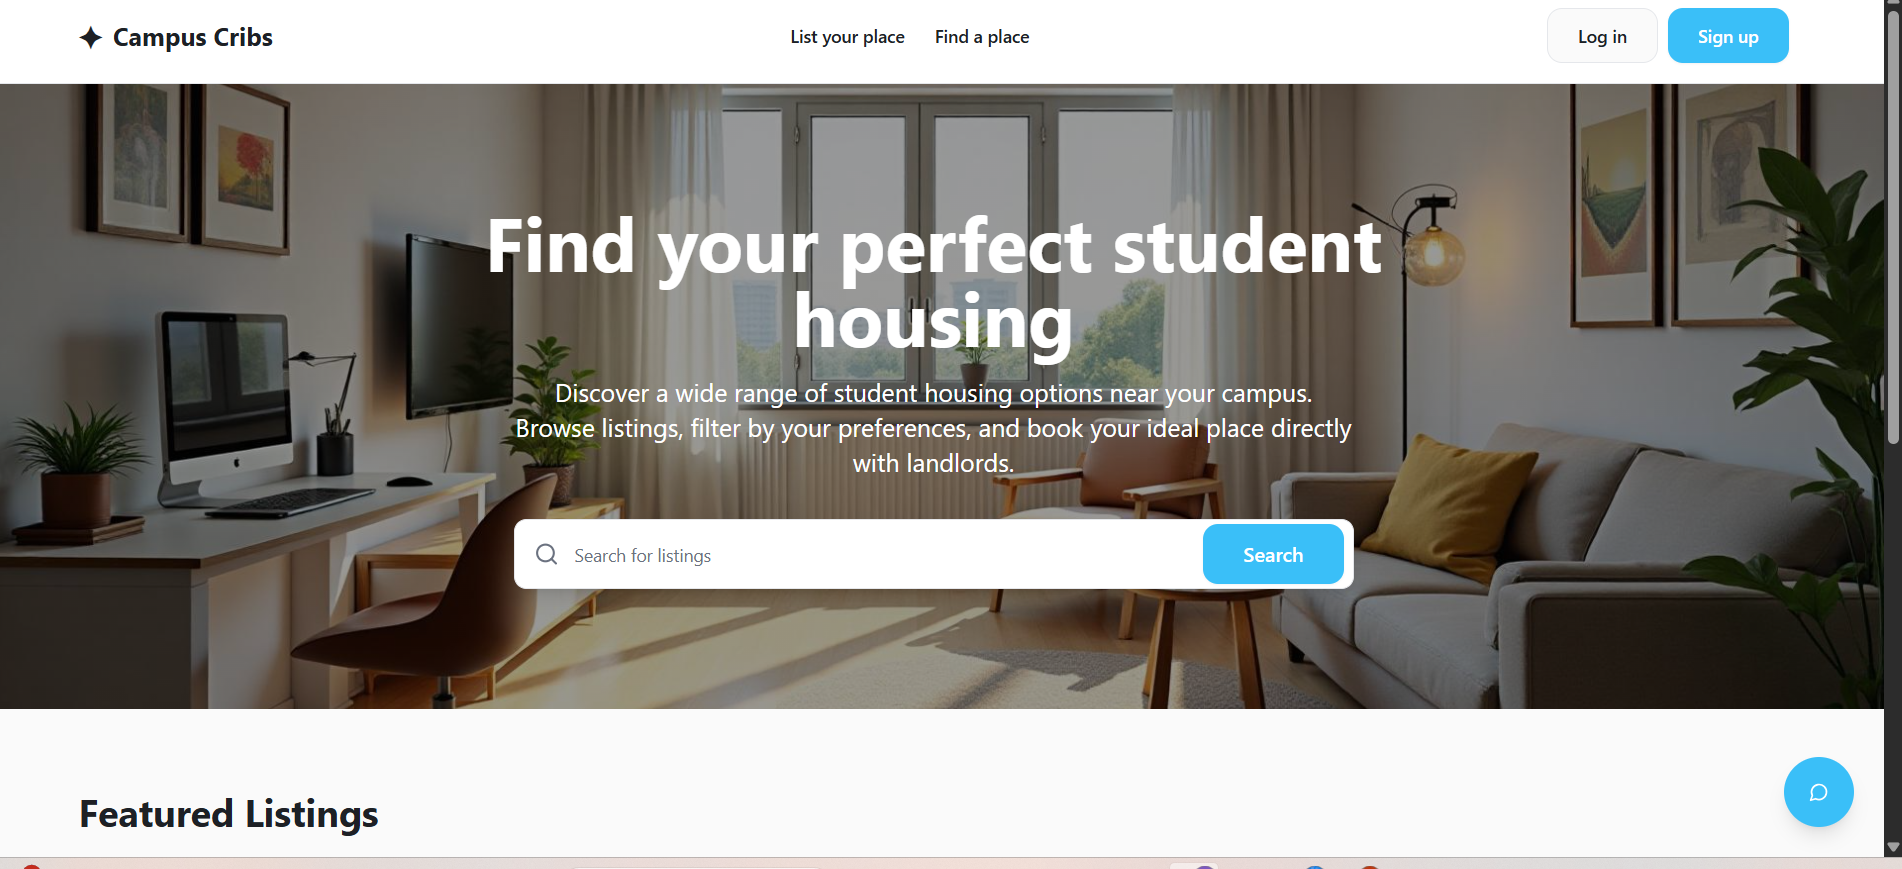 Campus Cribs
List your place
Find a place
Log in
Sign up
Find your perfect student
housing
Discover a wide range of student housing options near your campus.
Browse listings, filter by your preferences, and book your ideal place directly
with landlords.
Search for listings
Search
Featured Listings